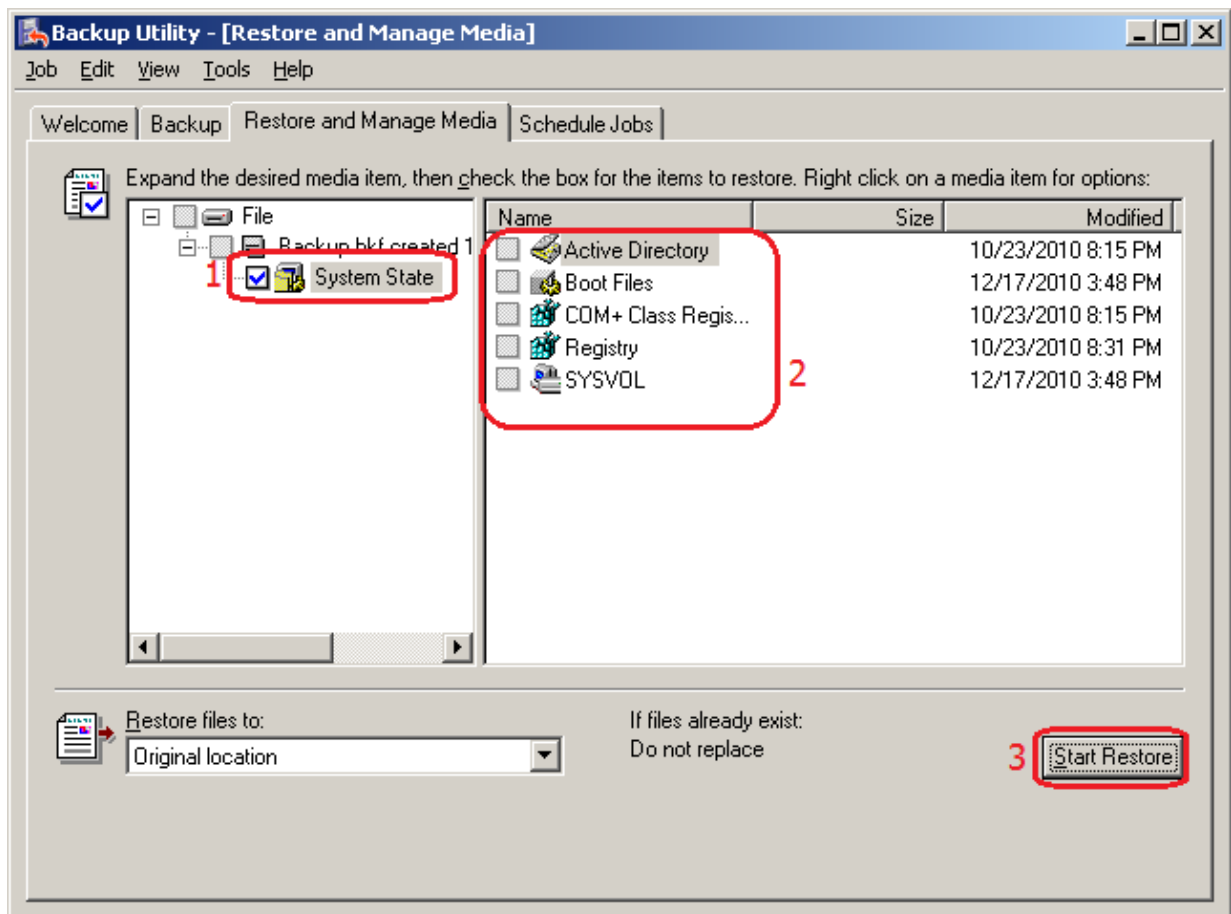 Backup Utility - [Restore and Manage Media]
Job Edit View Tools Help
Welcome Backup Restore and Manage Media Schedule Jobs
Expand the desired media item, then check the box for the items to restore. Right click on a media item for options:
File
Backup.bkf created 1
1 System State
Name Size Modified
Active Directory 10/23/2010 8:15 PM
Boot Files 12/17/2010 3:48 PM
COM+ Class Regis... 10/23/2010 8:15 PM
Registry 10/23/2010 8:31 PM
SYSVOL 12/17/2010 3:48 PM
2
Restore files to:
Original location
If files already exist:
Do not replace
3 Start Restore